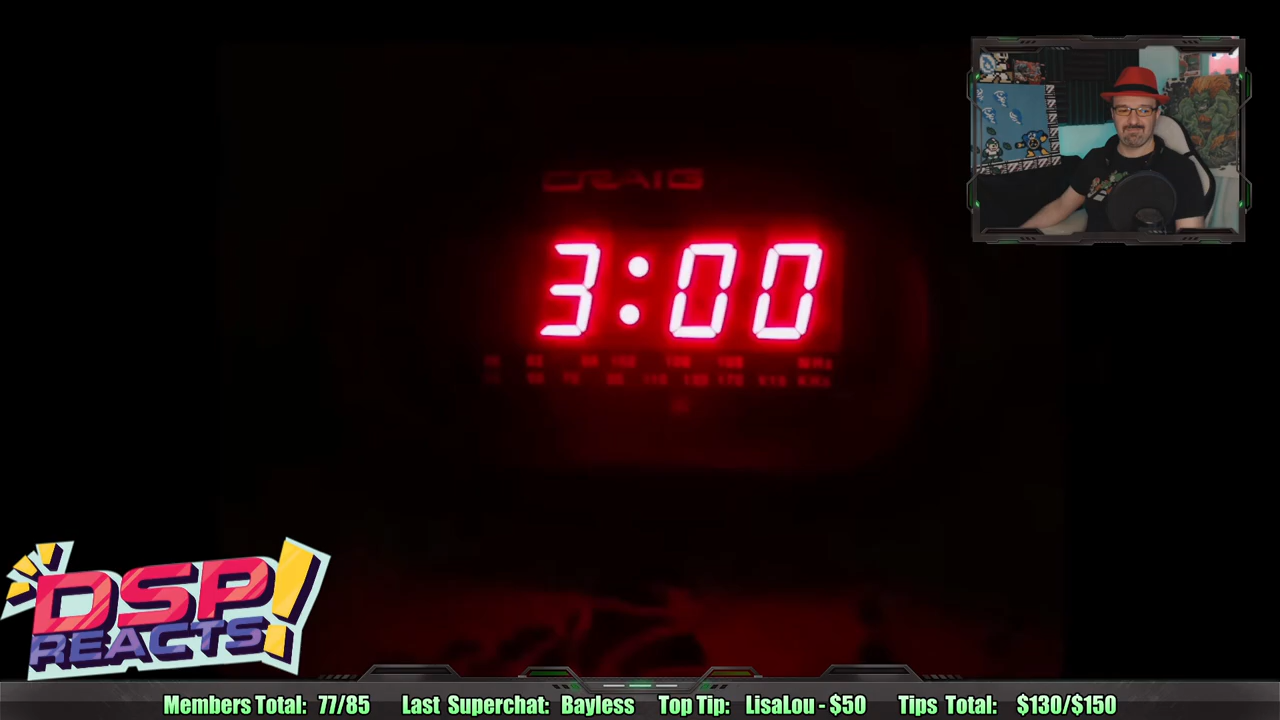 CRAIG
3:00
DSP
REACTS!
Members Total: 77/85 Last Superchat: Bayless Top Tip: LisaLou - $50 Tips Total: $130/$150